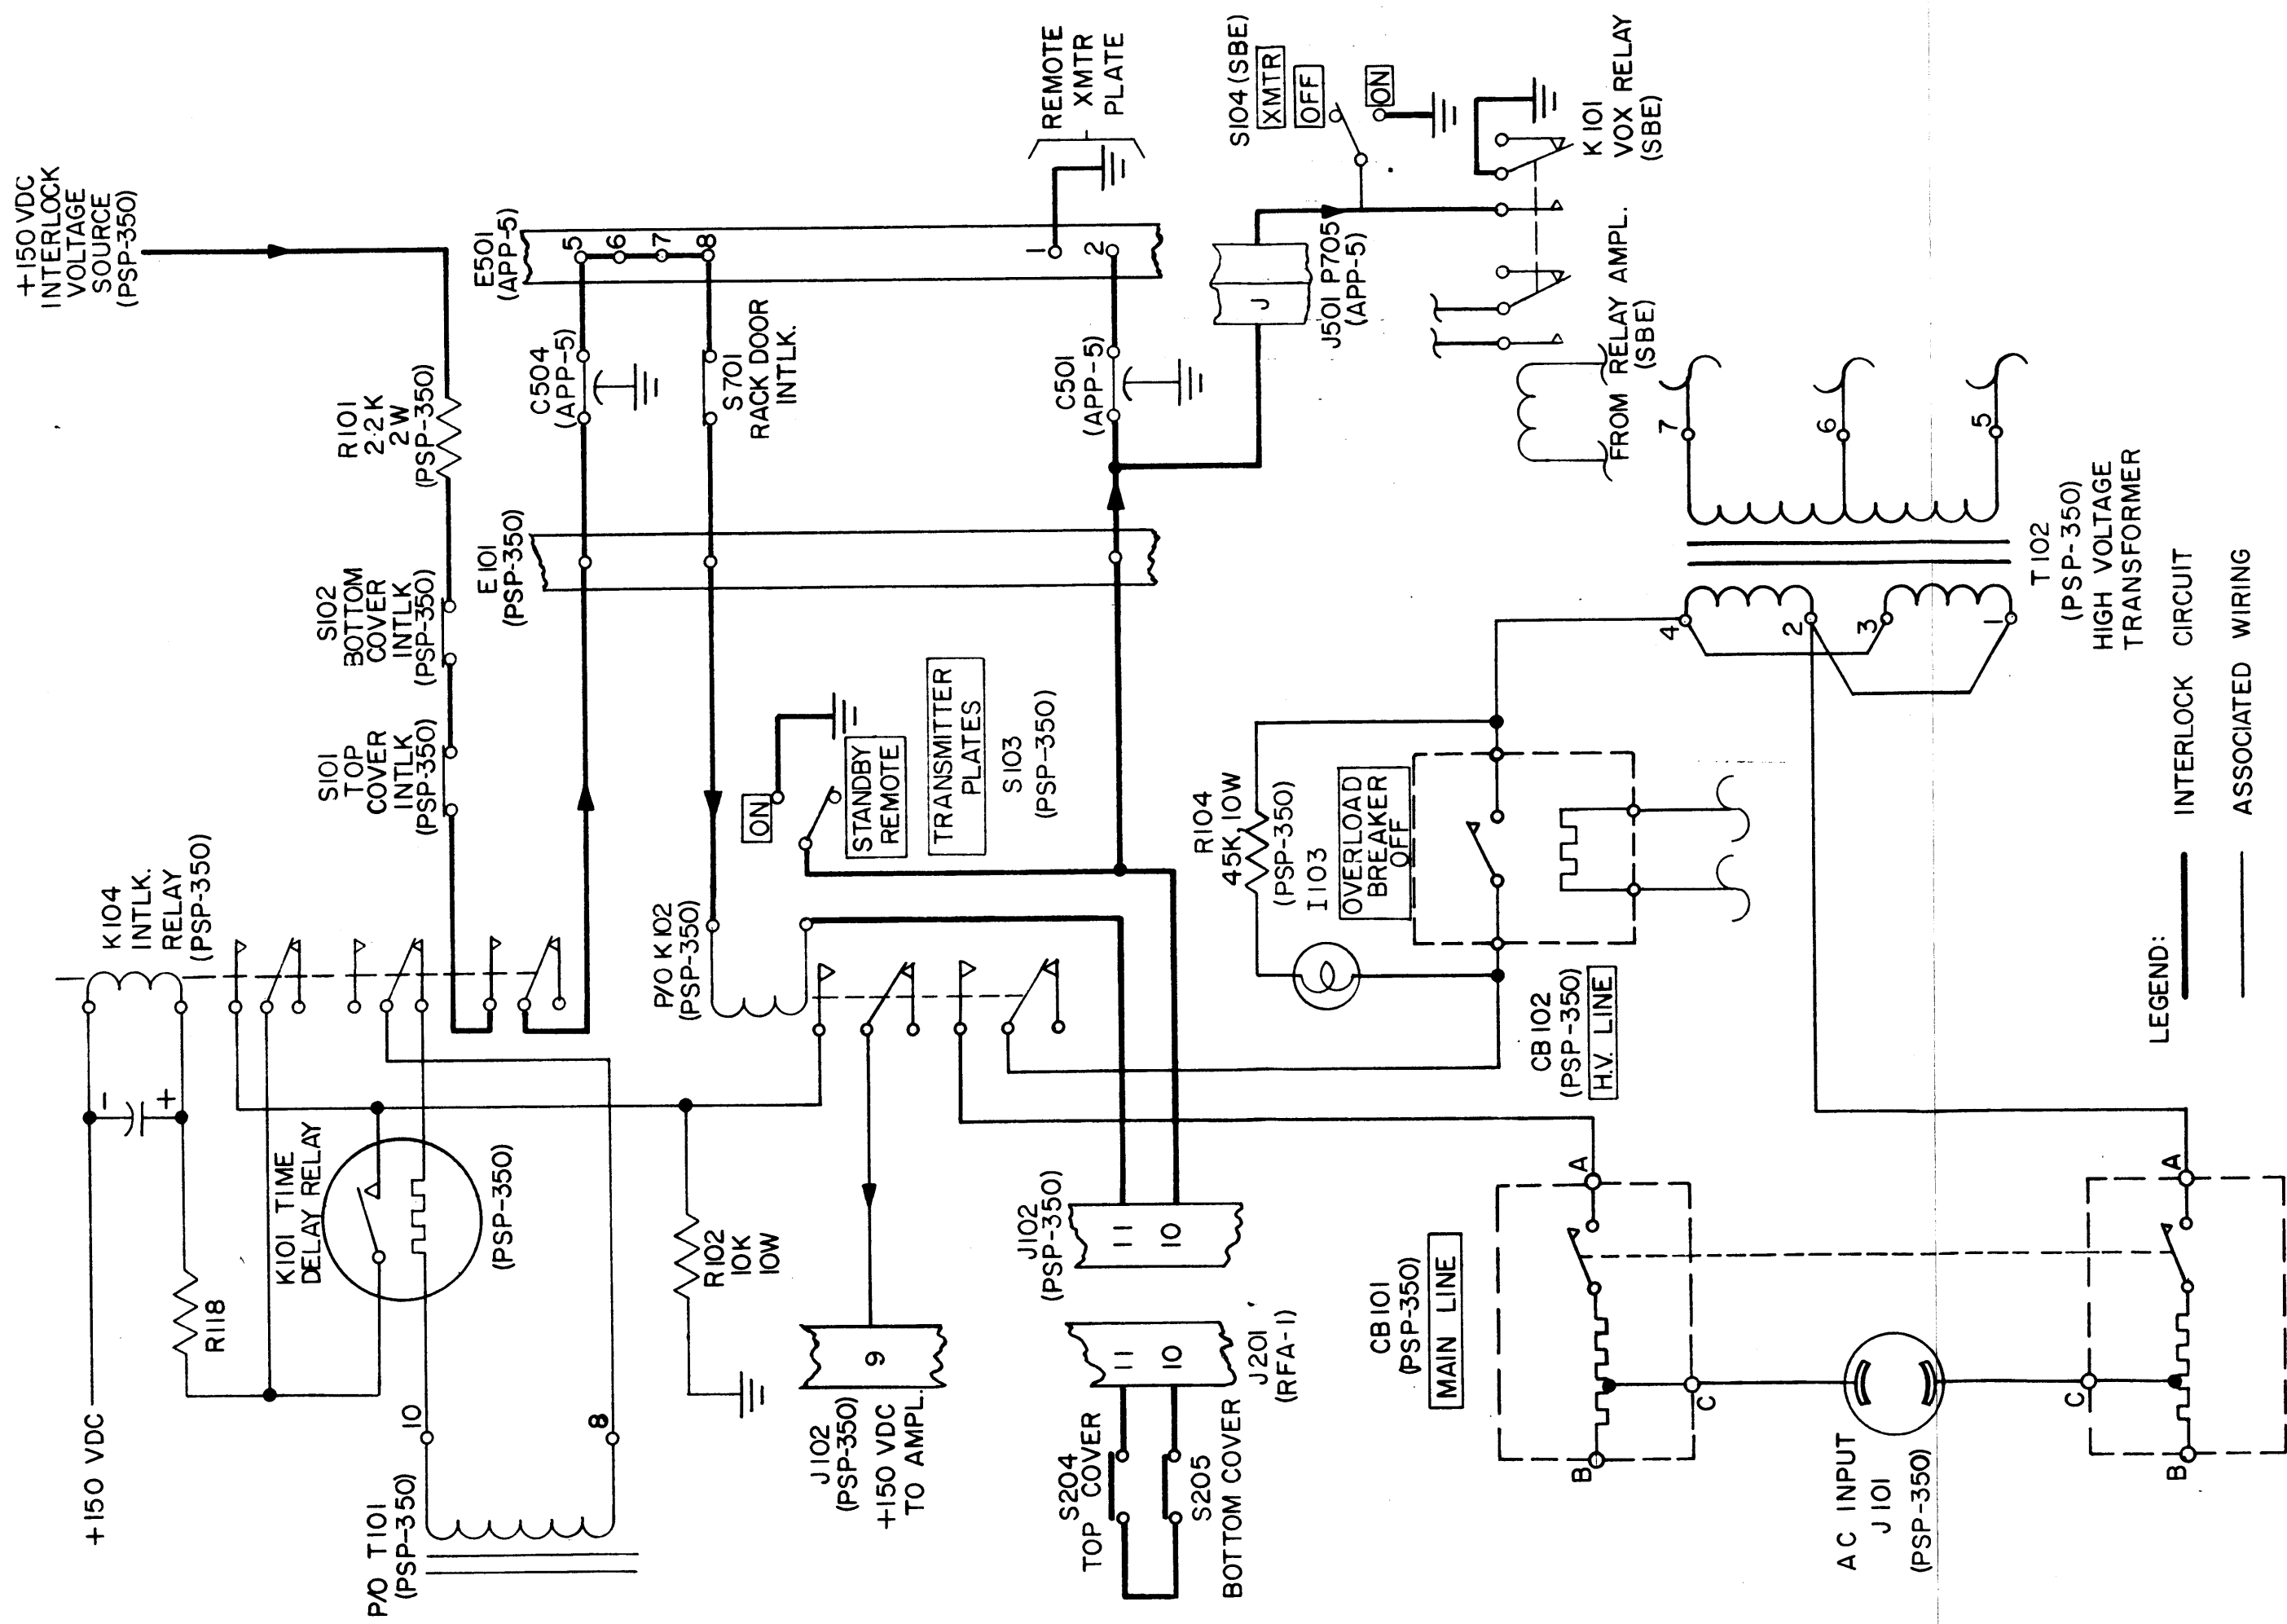 +150 VDC
INTERLOCK
VOLTAGE
SOURCE
(PSP-350)
R101
2.2K
2W
(PSP-350)
S102
BOTTOM
COVER
INTLK
(PSP-350)
S101
TOP
COVER
INTLK
(PSP-350)
K104
INTLK.
RELAY
(PSP-350)
+150 VDC
-
+
R118
K101 TIME
DELAY RELAY
(PSP-350)
P/O T101
(PSP-350)
10
8
E501
(APP-5)
5
6
7
8
1
2
REMOTE
XMTR
PLATE
C504
(APP-5)
S701
RACK DOOR
INTLK.
C501
(APP-5)
E101
(PSP-350)
S104 (SBE)
XMTR
OFF
ON
J
J501 P705
(APP-5)
K101
VOX RELAY
(SBE)
FROM RELAY AMPL.
(SBE)
ON
STANDBY
REMOTE
TRANSMITTER
PLATES
S103
(PSP-350)
P/O K102
(PSP-350)
R102
10K
10W
J102
(PSP-350)
+150 VDC
TO AMPL.
9
J102
(PSP-350)
11
10
11
10
J201
(RFA-1)
S204
TOP COVER
S205
BOTTOM COVER
R104
45K, 10W
(PSP-350)
I103
OVERLOAD
BREAKER
OFF
CB102
(PSP-350)
H.V. LINE
7
6
5
4
2
3
1
T102
(PSP-350)
HIGH VOLTAGE
TRANSFORMER
CB101
(PSP-350)
MAIN LINE
A
B
C
AC INPUT
J101
(PSP-350)
A
B
C
LEGEND:
INTERLOCK CIRCUIT
ASSOCIATED WIRING